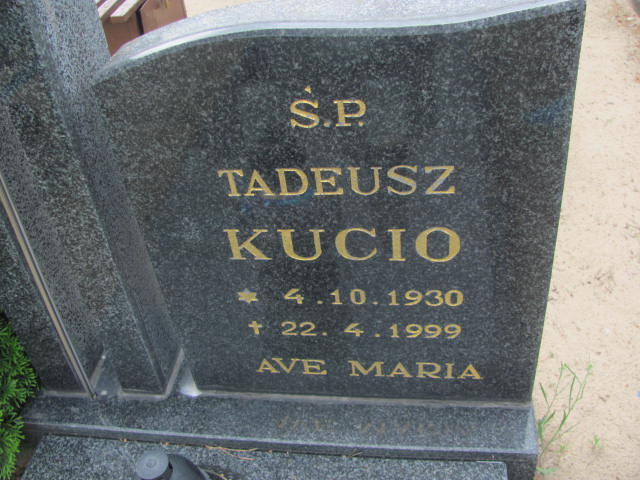 Ś.P.
TADEUSZ
KUCIO
* 4.10.1930
† 22.4.1999
AVE MARIA